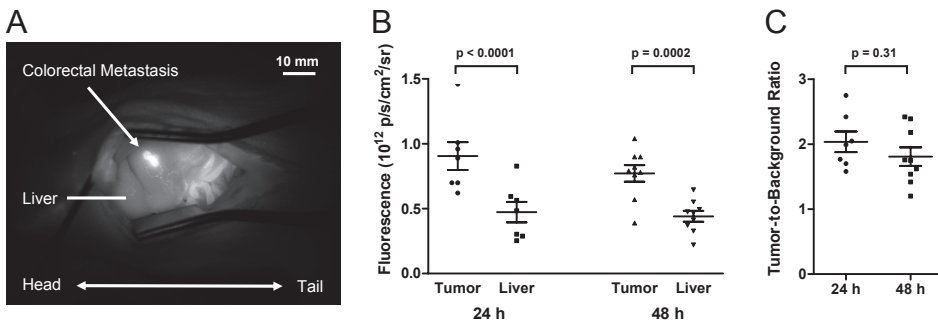 A
Colorectal Metastasis
10 mm
Liver
Head
Tail
B
p < 0.0001
p = 0.0002
Fluorescence (10¹² p/s/cm²/sr)
1.5
1.0
0.5
0.0
Tumor Liver Tumor Liver
24 h 48 h
C
p = 0.31
Tumor-to-Background Ratio
3
2
1
0
24 h 48 h